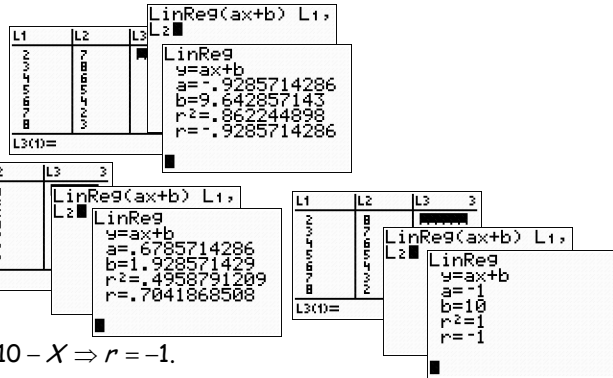 L1 L2 L3
2 7
3 8
4 6
5 5
6 4
7 2
8 3
L3(1)=
LinReg(ax+b) L1,
L2
LinReg
y=ax+b
a=-.9285714286
b=9.642857143
r²=.862244898
r=-.9285714286
L3 3
LinReg(ax+b) L1,
L2
LinReg
y=ax+b
a=.6785714286
b=1.928571429
r²=.4958791209
r=.7041868508
L1 L2 L3 3
2 8
3 7
4 6
5 5
6 4
7 3
8 2
L3(1)=
LinReg(ax+b) L1,
L2
LinReg
y=ax+b
a=-1
b=10
r²=1
r=-1
10 – X ⇒ r = –1.